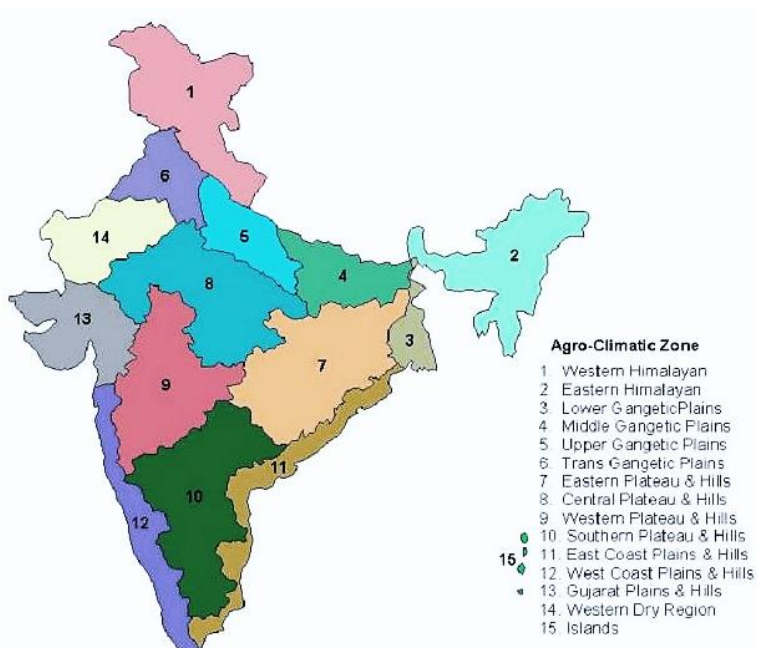 1
6
14
5
2
8
4
13
3
7
9
11
10
12
15
Agro-Climatic Zone
1. Western Himalayan
2 Eastern Himalayan
3. Lower GangeticPlains
4. Middle Gangetic Plains
5. Upper Gangetic Plains
6. Trans Gangetic Plains
7 Eastern Plateau & Hills
8. Central Plateau & Hills
9 Western Plateau & Hills
10. Southern Plateau & Hills
11. East Coast Plains & Hills
12. West Coast Plains & Hills
13. Gujarat Plains & Hills
14. Western Dry Region
15. Islands